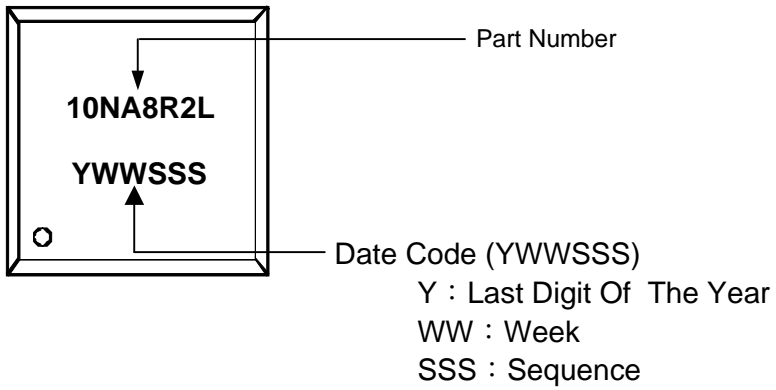 Part Number
10NA8R2L
YWWSSS
Date Code (YWWSSS)
Y：Last Digit Of The Year
WW：Week
SSS：Sequence